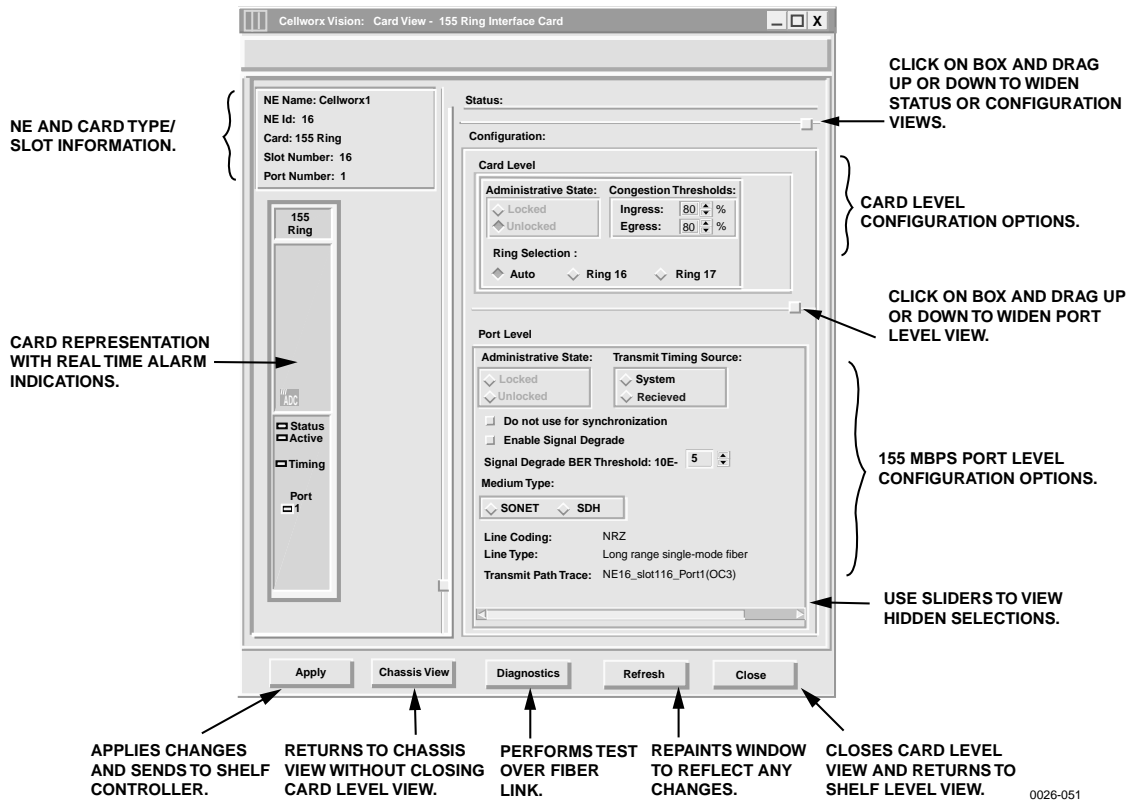 Cellworx Vision: Card View - 155 Ring Interface Card
X
NE AND CARD TYPE/
SLOT INFORMATION.
NE Name: Cellworx1
NE Id: 16
Card: 155 Ring
Slot Number: 16
Port Number: 1
155
Ring
CARD REPRESENTATION
WITH REAL TIME ALARM
INDICATIONS.
ADC
Status
Active
Timing
Port
1
Status:
Configuration:
Card Level
Administrative State:
Locked
Unlocked
Congestion Thresholds:
Ingress: 80 %
Egress: 80 %
Ring Selection :
Auto Ring 16 Ring 17
Port Level
Administrative State:
Locked
Unlocked
Transmit Timing Source:
System
Recieved
Do not use for synchronization
Enable Signal Degrade
Signal Degrade BER Threshold: 10E- 5
Medium Type:
SONET SDH
Line Coding: NRZ
Line Type: Long range single-mode fiber
Transmit Path Trace: NE16_slot116_Port1(OC3)
CLICK ON BOX AND DRAG
UP OR DOWN TO WIDEN
STATUS OR CONFIGURATION
VIEWS.
CARD LEVEL
CONFIGURATION OPTIONS.
CLICK ON BOX AND DRAG UP
OR DOWN TO WIDEN PORT
LEVEL VIEW.
155 MBPS PORT LEVEL
CONFIGURATION OPTIONS.
USE SLIDERS TO VIEW
HIDDEN SELECTIONS.
Apply Chassis View Diagnostics Refresh Close
APPLIES CHANGES
AND SENDS TO SHELF
CONTROLLER.
RETURNS TO CHASSIS
VIEW WITHOUT CLOSING
CARD LEVEL VIEW.
PERFORMS TEST
OVER FIBER
LINK.
REPAINTS WINDOW
TO REFLECT ANY
CHANGES.
CLOSES CARD LEVEL
VIEW AND RETURNS TO
SHELF LEVEL VIEW.
0026-051